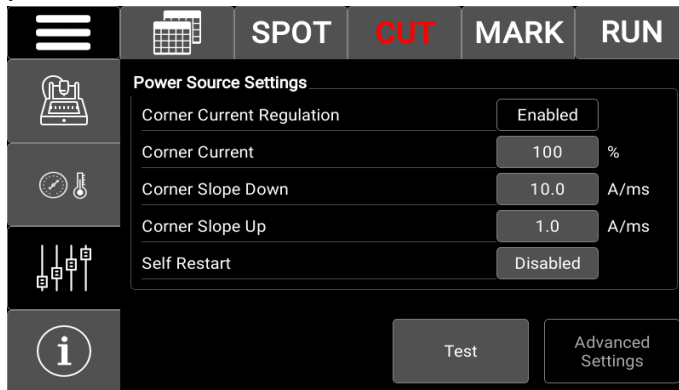 SPOT CUT MARK RUN
Power Source Settings
Corner Current Regulation Enabled
Corner Current 100 %
Corner Slope Down 10.0 A/ms
Corner Slope Up 1.0 A/ms
Self Restart Disabled
i
Test
Advanced
Settings